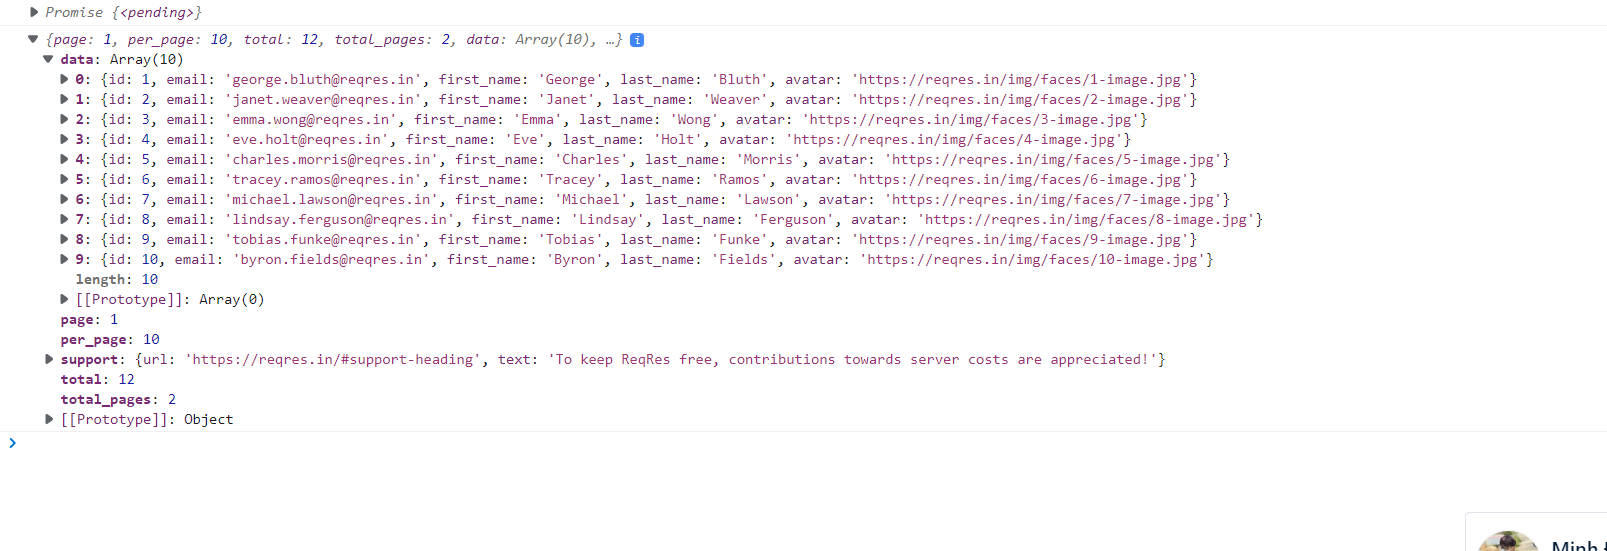 Promise {<pending>}
{page: 1, per_page: 10, total: 12, total_pages: 2, data: Array(10), …} i
data: Array(10)
0: {id: 1, email: 'george.bluth@reqres.in', first_name: 'George', last_name: 'Bluth', avatar: 'https://reqres.in/img/faces/1-image.jpg'}
1: {id: 2, email: 'janet.weaver@reqres.in', first_name: 'Janet', last_name: 'Weaver', avatar: 'https://reqres.in/img/faces/2-image.jpg'}
2: {id: 3, email: 'emma.wong@reqres.in', first_name: 'Emma', last_name: 'Wong', avatar: 'https://reqres.in/img/faces/3-image.jpg'}
3: {id: 4, email: 'eve.holt@reqres.in', first_name: 'Eve', last_name: 'Holt', avatar: 'https://reqres.in/img/faces/4-image.jpg'}
4: {id: 5, email: 'charles.morris@reqres.in', first_name: 'Charles', last_name: 'Morris', avatar: 'https://reqres.in/img/faces/5-image.jpg'}
5: {id: 6, email: 'tracey.ramos@reqres.in', first_name: 'Tracey', last_name: 'Ramos', avatar: 'https://reqres.in/img/faces/6-image.jpg'}
6: {id: 7, email: 'michael.lawson@reqres.in', first_name: 'Michael', last_name: 'Lawson', avatar: 'https://reqres.in/img/faces/7-image.jpg'}
7: {id: 8, email: 'lindsay.ferguson@reqres.in', first_name: 'Lindsay', last_name: 'Ferguson', avatar: 'https://reqres.in/img/faces/8-image.jpg'}
8: {id: 9, email: 'tobias.funke@reqres.in', first_name: 'Tobias', last_name: 'Funke', avatar: 'https://reqres.in/img/faces/9-image.jpg'}
9: {id: 10, email: 'byron.fields@reqres.in', first_name: 'Byron', last_name: 'Fields', avatar: 'https://reqres.in/img/faces/10-image.jpg'}
length: 10
[[Prototype]]: Array(0)
page: 1
per_page: 10
support: {url: 'https://reqres.in/#support-heading', text: 'To keep ReqRes free, contributions towards server costs are appreciated!'}
total: 12
total_pages: 2
[[Prototype]]: Object
Minh